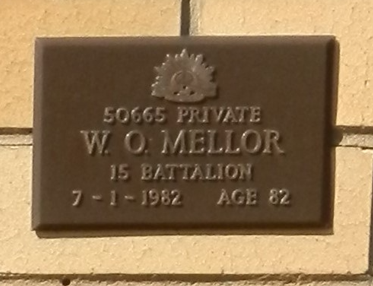 50665 PRIVATE
W. O. MELLOR
15 BATTALION
7 - 1 - 1982 AGE 82